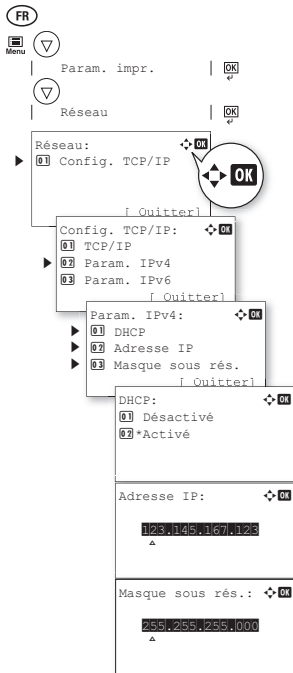 FR
Menu
Param. impr. OK
Réseau OK
Réseau: OK
01 Config. TCP/IP
OK
[ Quitter]
Config. TCP/IP: OK
01 TCP/IP
02 Param. IPv4
03 Param. IPv6
[ Quitter]
Param. IPv4: OK
01 DHCP
02 Adresse IP
03 Masque sous rés.
[ Quitter]
DHCP: OK
01 Désactivé
02 *Activé
Adresse IP: OK
123.145.167.123
Masque sous rés.: OK
255.255.255.000